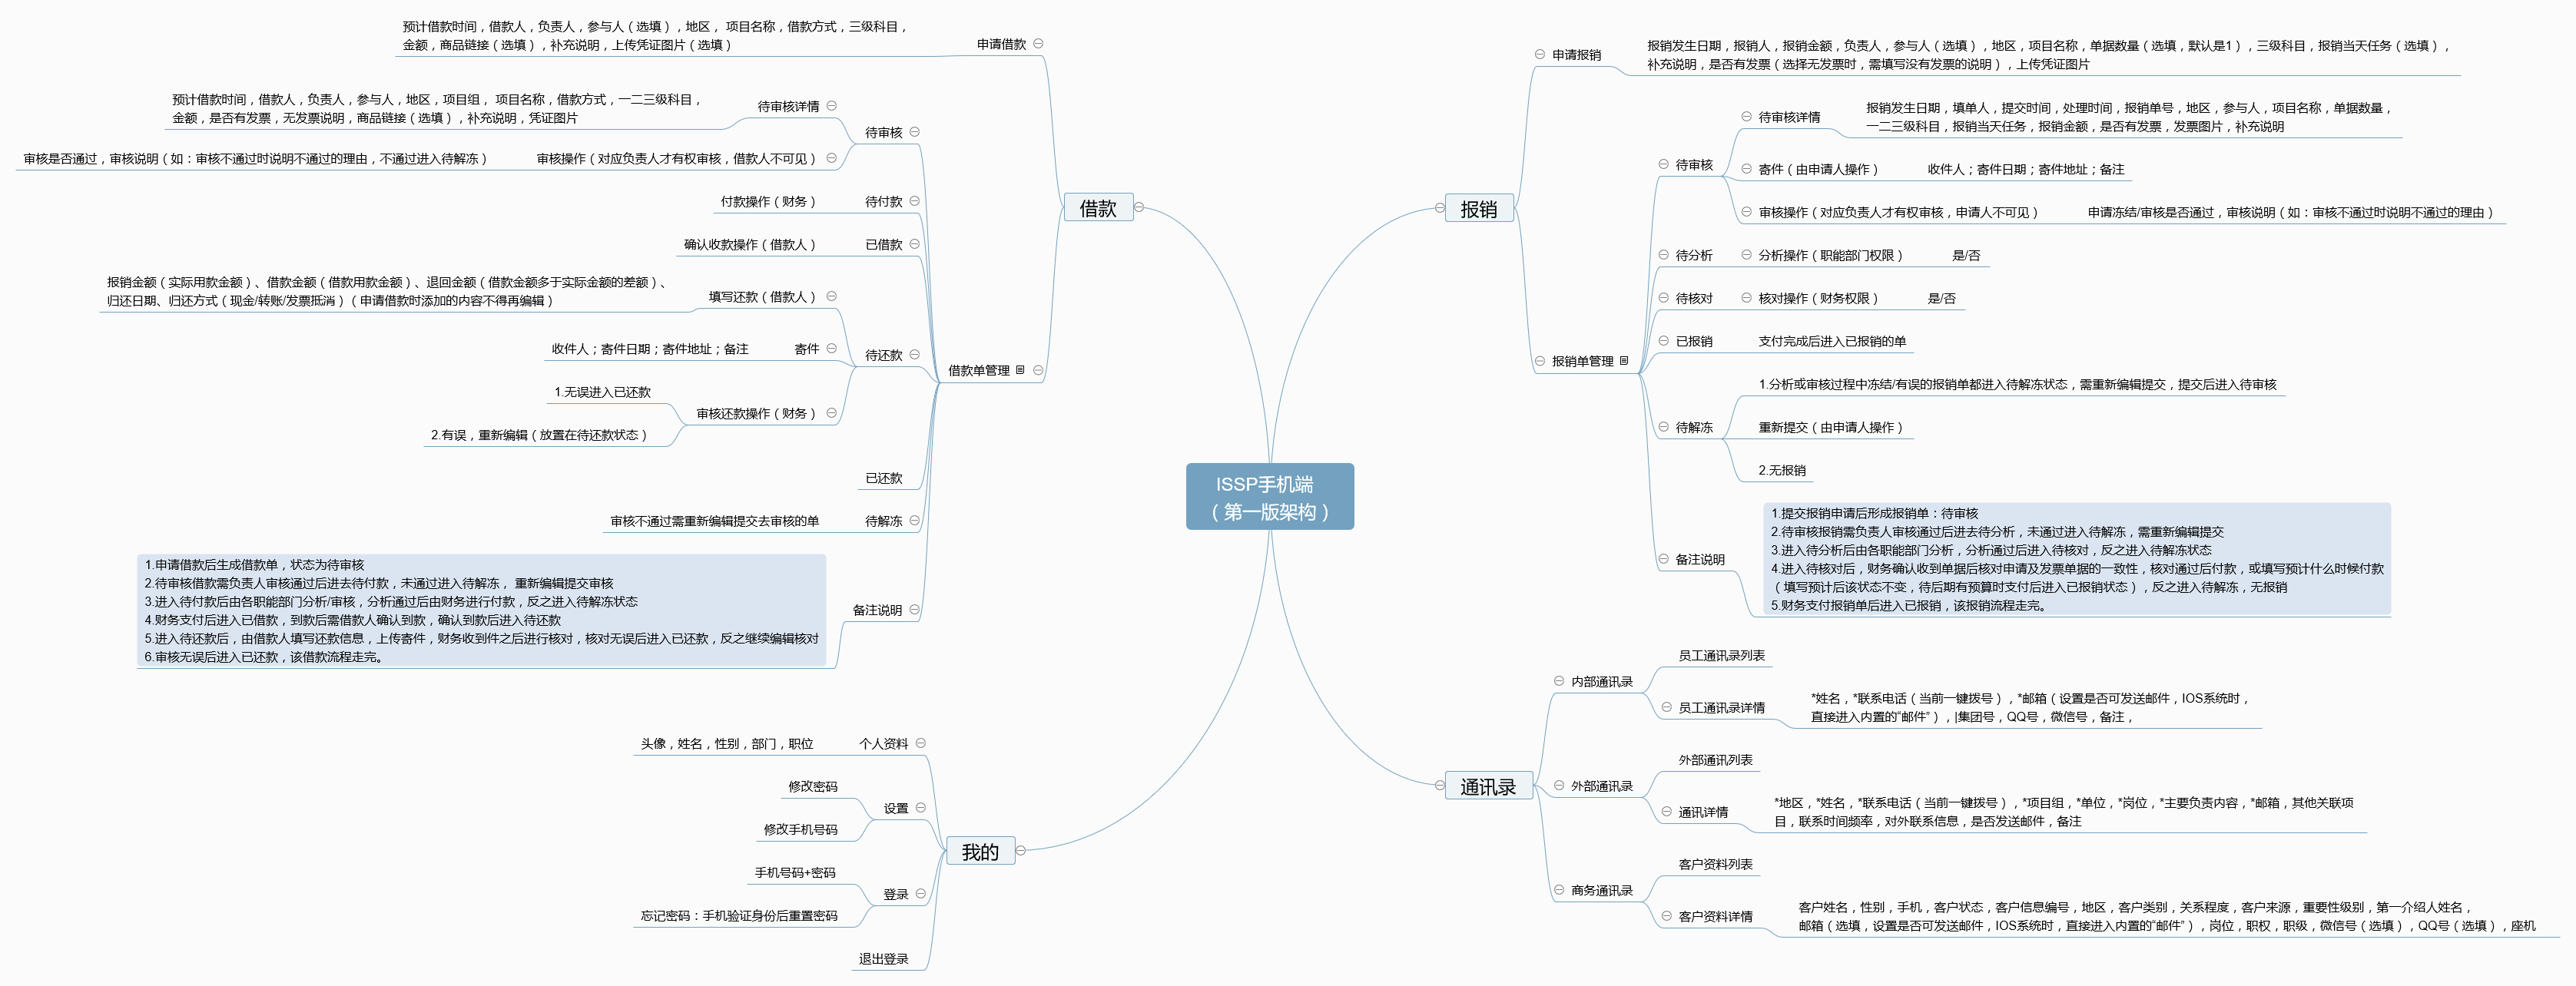 ISSP手机端
（第一版架构）
借款
申请借款
预计借款时间，借款人，负责人，参与人（选填），地区， 项目名称，借款方式，三级科目，
金额，商品链接（选填），补充说明，上传凭证图片（选填）
借款单管理
待审核
待审核详情
预计借款时间，借款人，负责人，参与人，地区，项目组， 项目名称，借款方式，一二三级科目，
金额，是否有发票，无发票说明，商品链接（选填），补充说明，凭证图片
审核操作（对应负责人才有权审核，借款人不可见）
审核是否通过，审核说明（如：审核不通过时说明不通过的理由，不通过进入待解冻）
待付款
付款操作（财务）
已借款
确认收款操作（借款人）
待还款
填写还款（借款人）
报销金额（实际用款金额）、借款金额（借款用款金额）、退回金额（借款金额多于实际金额的差额）、
归还日期、归还方式（现金/转账/发票抵消）（申请借款时添加的内容不得再编辑）
寄件
收件人；寄件日期；寄件地址；备注
审核还款操作（财务）
1.无误进入已还款
2.有误，重新编辑（放置在待还款状态）
已还款
待解冻
审核不通过需重新编辑提交去审核的单
备注说明
1.申请借款后生成借款单，状态为待审核
2.待审核借款需负责人审核通过后进去待付款，未通过进入待解冻， 重新编辑提交审核
3.进入待付款后由各职能部门分析/审核，分析通过后由财务进行付款，反之进入待解冻状态
4.财务支付后进入已借款，到款后需借款人确认到款，确认到款后进入待还款
5.进入待还款后，由借款人填写还款信息，上传寄件，财务收到件之后进行核对，核对无误后进入已还款，反之继续编辑核对
6.审核无误后进入已还款，该借款流程走完。
我的
个人资料
头像，姓名，性别，部门，职位
设置
修改密码
修改手机号码
登录
手机号码+密码
忘记密码：手机验证身份后重置密码
退出登录
报销
申请报销
报销发生日期，报销人，报销金额，负责人，参与人（选填），地区，项目名称，单据数量（选填，默认是1），三级科目，报销当天任务（选填），
补充说明，是否有发票（选择无发票时，需填写没有发票的说明），上传凭证图片
报销单管理
待审核
待审核详情
报销发生日期，填单人，提交时间，处理时间，报销单号，地区，参与人，项目名称，单据数量，
一二三级科目，报销当天任务，报销金额，是否有发票，发票图片，补充说明
寄件（由申请人操作）
收件人；寄件日期；寄件地址；备注
审核操作（对应负责人才有权审核，申请人不可见）
申请冻结/审核是否通过，审核说明（如：审核不通过时说明不通过的理由）
待分析
分析操作（职能部门权限）
是/否
待核对
核对操作（财务权限）
是/否
已报销
支付完成后进入已报销的单
待解冻
1.分析或审核过程中冻结/有误的报销单都进入待解冻状态，需重新编辑提交，提交后进入待审核
重新提交（由申请人操作）
2.无报销
备注说明
1.提交报销申请后形成报销单：待审核
2.待审核报销需负责人审核通过后进去待分析，未通过进入待解冻，需重新编辑提交
3.进入待分析后由各职能部门分析，分析通过后进入待核对，反之进入待解冻状态
4.进入待核对后，财务确认收到单据后核对申请及发票单据的一致性，核对通过后付款，或填写预计什么时候付款
（填写预计后该状态不变，待后期有预算时支付后进入已报销状态），反之进入待解冻，无报销
5.财务支付报销单后进入已报销，该报销流程走完。
通讯录
内部通讯录
员工通讯录列表
员工通讯录详情
*姓名，*联系电话（当前一键拨号），*邮箱（设置是否可发送邮件，IOS系统时，
直接进入内置的“邮件”），|集团号，QQ号，微信号，备注，
外部通讯录
外部通讯列表
通讯详情
*地区，*姓名，*联系电话（当前一键拨号），*项目组，*单位，*岗位，*主要负责内容，*邮箱，其他关联项
目，联系时间频率，对外联系信息，是否发送邮件，备注
商务通讯录
客户资料列表
客户资料详情
客户姓名，性别，手机，客户状态，客户信息编号，地区，客户类别，关系程度，客户来源，重要性级别，第一介绍人姓名，
邮箱（选填，设置是否可发送邮件，IOS系统时，直接进入内置的“邮件”），岗位，职权，职级，微信号（选填），QQ号（选填），座机